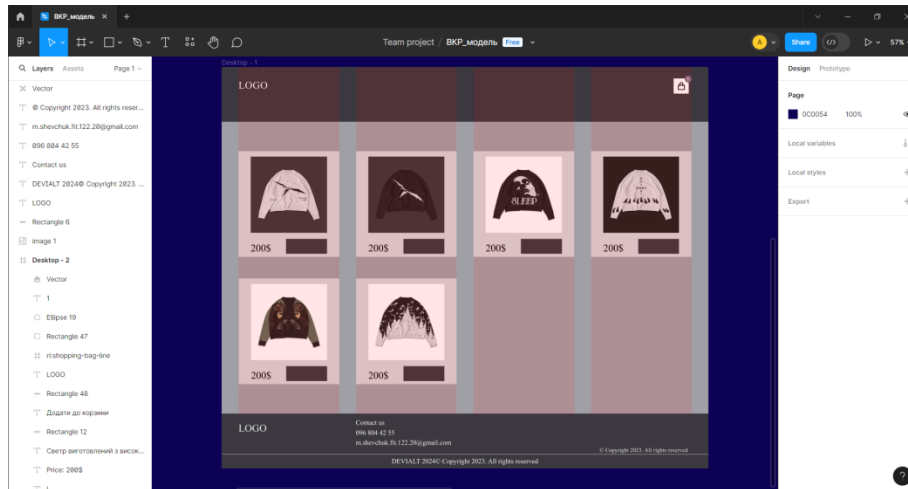 ВКР_модель
Team project / ВКР_модель Free
A
Share
57%
Layers Assets Page 1
Vector
© Copyright 2023. All rights reser...
m.shevchuk.fit.122.20@gmail.com
096 804 42 55
Contact us
DEVIALT 2024© Copyright 2023. ...
LOGO
Rectangle 6
image 1
Desktop - 2
Vector
1
Ellipse 19
Rectangle 47
ri:shopping-bag-line
LOGO
Rectangle 48
Додати до корзини
Rectangle 12
Светр виготовлений з висок...
Price: 200$
Desktop - 1
LOGO
SLEEP
200$ 200$ 200$ 200$
200$ 200$
LOGO
Contact us
096 804 42 55
m.shevchuk.fit.122.20@gmail.com
© Copyright 2023. All rights reserved
DEVIALT 2024© Copyright 2023. All rights reserved
Design Prototype
Page
0C0054 100%
Local variables
Local styles
Export
?